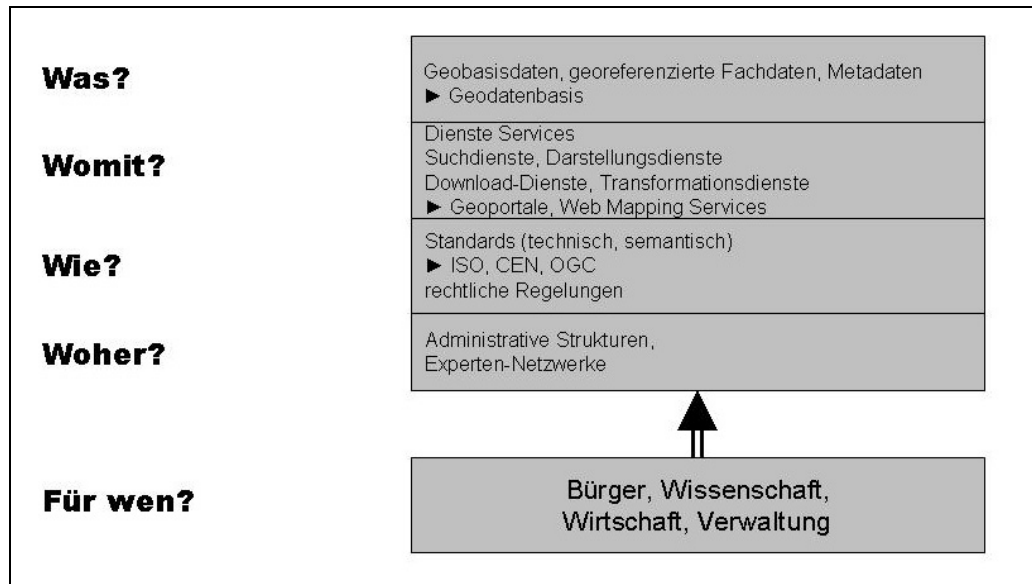 Was?
Geobasisdaten, georeferenzierte Fachdaten, Metadaten
► Geodatenbasis
Womit?
Dienste Services
Suchdienste, Darstellungsdienste
Download-Dienste, Transformationsdienste
► Geoportale, Web Mapping Services
Wie?
Standards (technisch, semantisch)
► ISO, CEN, OGC
rechtliche Regelungen
Woher?
Administrative Strukturen,
Experten-Netzwerke
Für wen?
Bürger, Wissenschaft,
Wirtschaft, Verwaltung